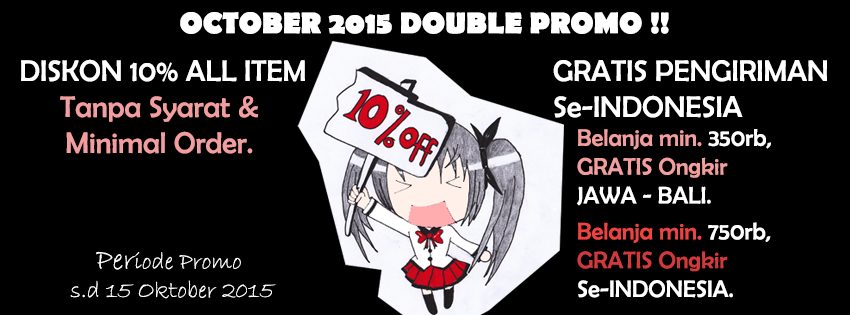 OCTOBER 2015 DOUBLE PROMO !!
DISKON 10% ALL ITEM
Tanpa Syarat &
Minimal Order.
Periode Promo
s.d 15 Oktober 2015
10% OFF
GRATIS PENGIRIMAN
Se-INDONESIA
Belanja min. 350rb,
GRATIS Ongkir
JAWA - BALI.
Belanja min. 750rb,
GRATIS Ongkir
Se-INDONESIA.